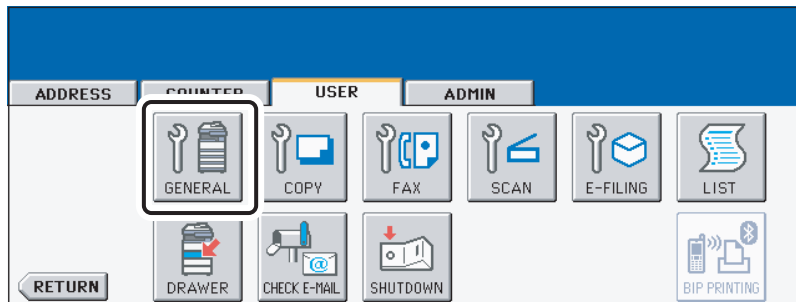 ADDRESS COUNTER USER ADMIN
GENERAL COPY FAX SCAN E-FILING LIST
RETURN DRAWER CHECK E-MAIL SHUTDOWN BIP PRINTING